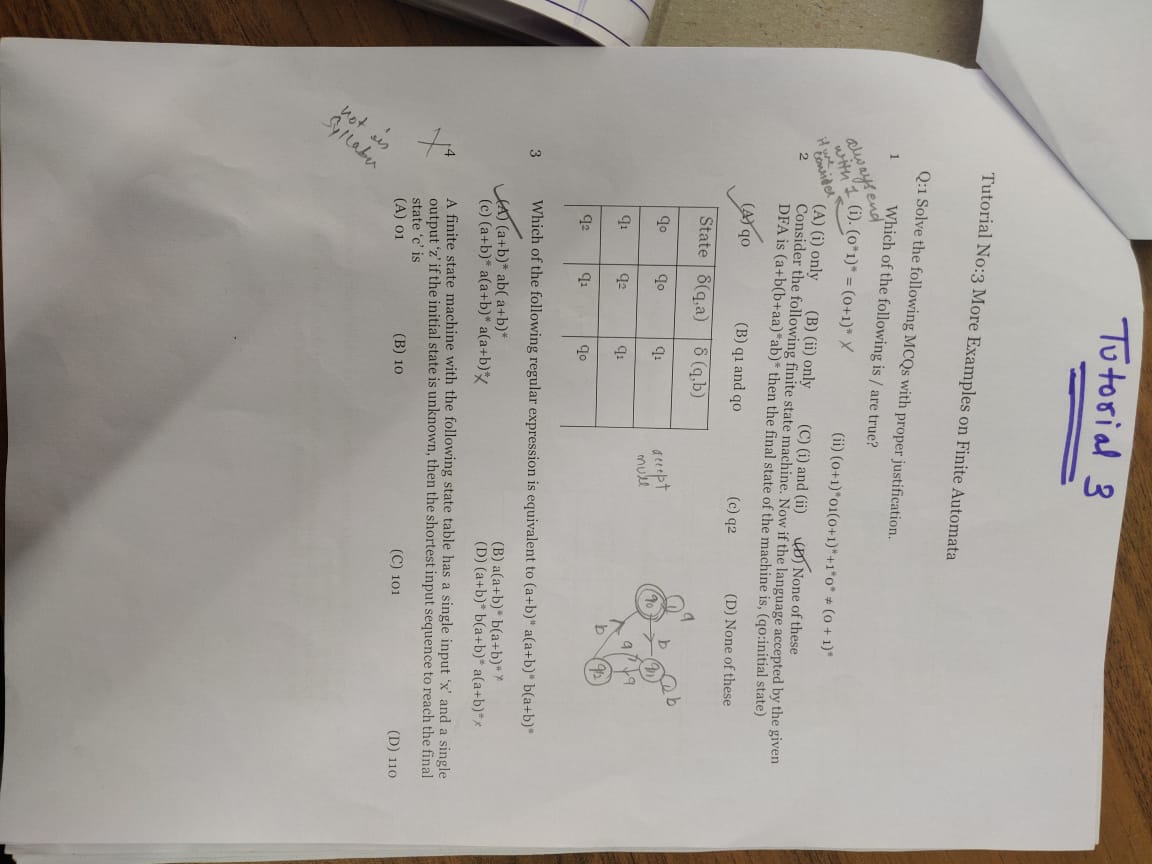 Tutorial 3
Tutorial No:3 More Examples on Finite Automata
Q:1 Solve the following MCQs with proper justification.
1 Which of the following is / are true?
always end
with 1
if we
consider
(i). (0*1)* = (0+1)* X (ii) (0+1)*01(0+1)*+1*0* ≠ (0 + 1)*
(A) (i) only (B) (ii) only (C) (i) and (ii) (D) None of these
2 Consider the following finite state machine. Now if the language accepted by the given
DFA is (a+b(b+aa)*ab)* then the final state of the machine is, (qo:initial state)
(A) qo (B) q1 and qo (c) q2 (D) None of these
State δ(q,a) δ (q,b)
qo qo q1
q1 q2 q1
q2 q1 qo
accept
a
q0 b q1 b
a a
b q2
3 Which of the following regular expression is equivalent to (a+b)* a(a+b)* b(a+b)*
(A) (a+b)* ab( a+b)* (B) a(a+b)* b(a+b)* x
(c) (a+b)* a(a+b)* a(a+b)* x (D) (a+b)* b(a+b)* a(a+b)* x
X 4 A finite state machine with the following state table has a single input ‘x’ and a single
output ‘z’ if the initial state is unknown, then the shortest input sequence to reach the final
state ‘c’ is
(A) 01 (B) 10 (C) 101 (D) 110
not in